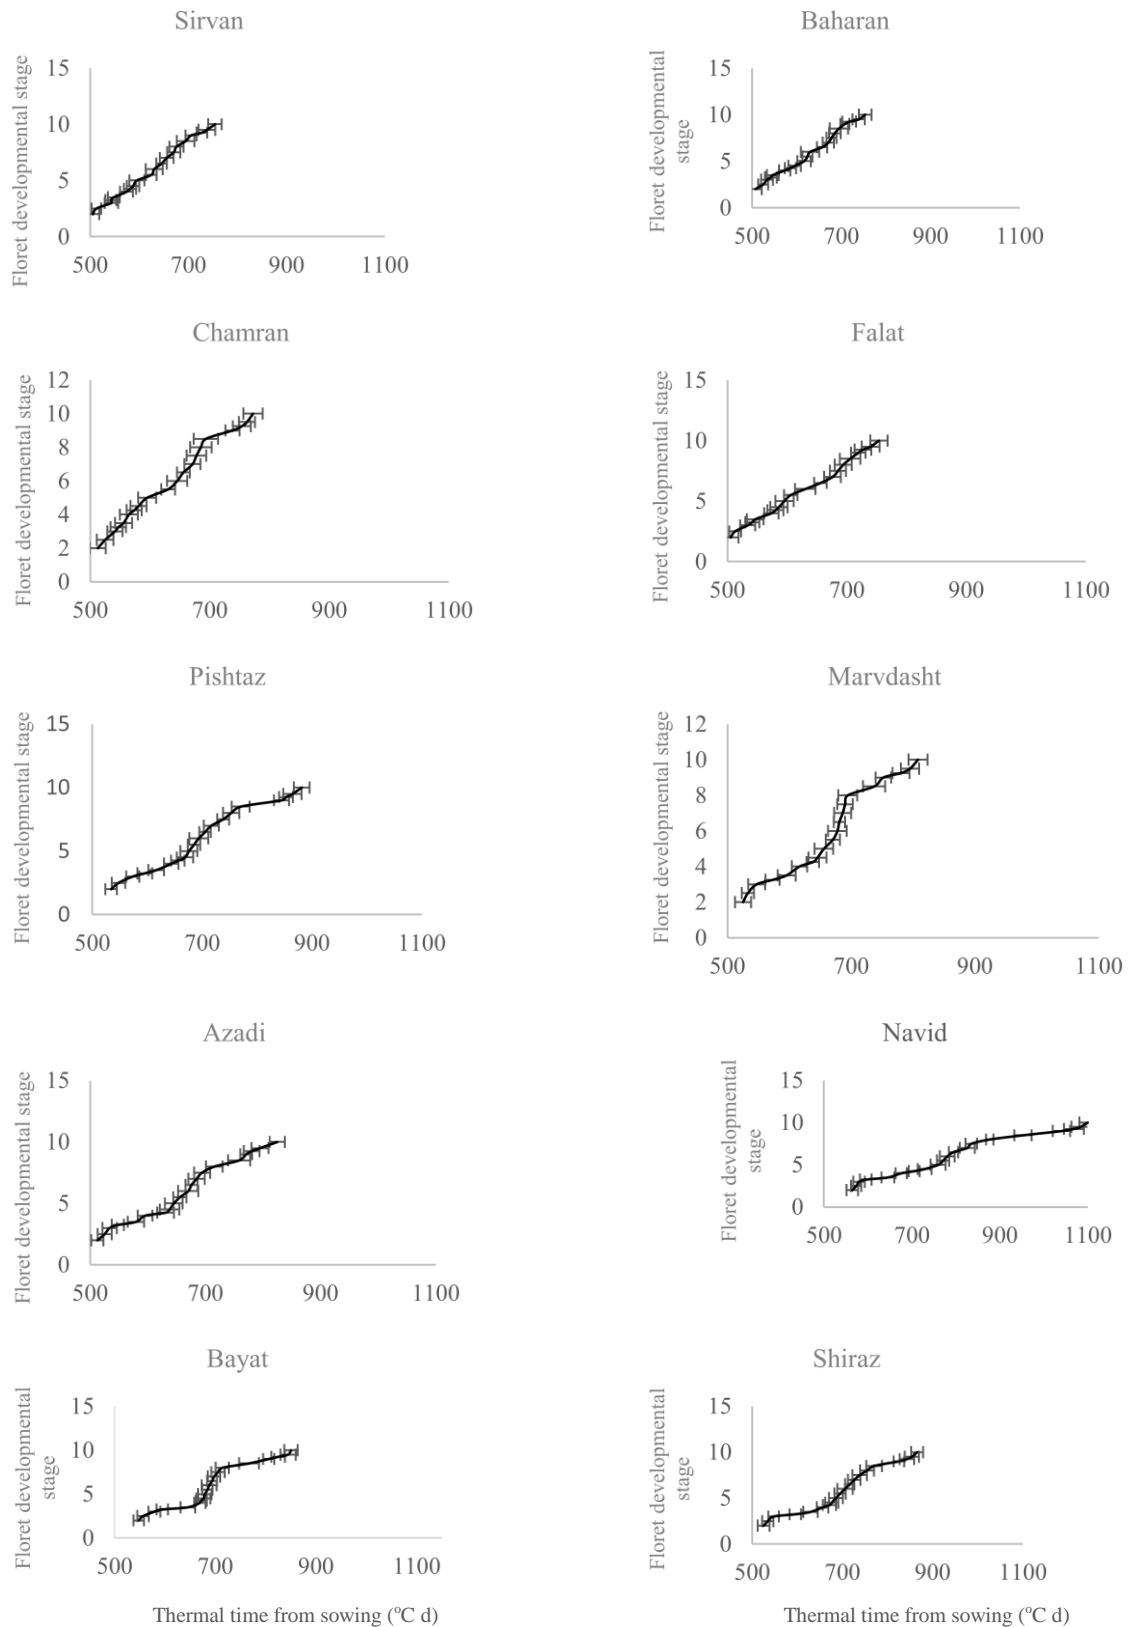 Sirvan
Floret developmental stage
15
10
5
0
500 700 900 1100
Baharan
Floret developmental
stage
15
10
5
0
500 700 900 1100
Chamran
Floret developmental stage
12
10
8
6
4
2
0
500 700 900 1100
Falat
Floret developmental stage
15
10
5
0
500 700 900 1100
Pishtaz
Floret developmental stage
15
10
5
0
500 700 900 1100
Marvdasht
Floret developmental stage
12
10
8
6
4
2
0
500 700 900 1100
Azadi
Floret developmental stage
15
10
5
0
500 700 900 1100
Navid
Floret developmental
stage
15
10
5
0
500 700 900 1100
Bayat
Floret developmental
stage
15
10
5
0
500 700 900 1100
Thermal time from sowing (°C d)
Shiraz
Floret developmental
stage
15
10
5
0
500 700 900 1100
Thermal time from sowing (°C d)